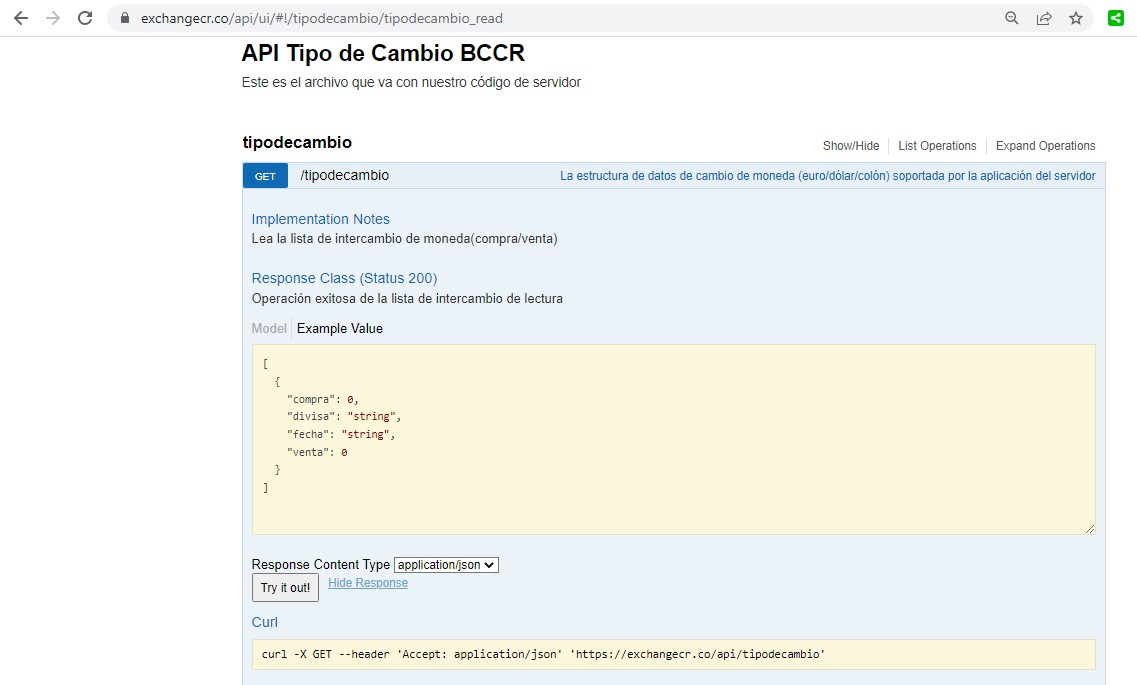 exchangecr.co/api/ui/#!/tipodecambio/tipodecambio_read
API Tipo de Cambio BCCR
Este es el archivo que va con nuestro código de servidor
tipodecambio
Show/Hide List Operations Expand Operations
GET /tipodecambio La estructura de datos de cambio de moneda (euro/dólar/colón) soportada por la aplicación del servidor
Implementation Notes
Lea la lista de intercambio de moneda(compra/venta)
Response Class (Status 200)
Operación exitosa de la lista de intercambio de lectura
Model Example Value
[
{
"compra": 0,
"divisa": "string",
"fecha": "string",
"venta": 0
}
]
Response Content Type application/json
Try it out! Hide Response
Curl
curl -X GET --header 'Accept: application/json' 'https://exchangecr.co/api/tipodecambio'